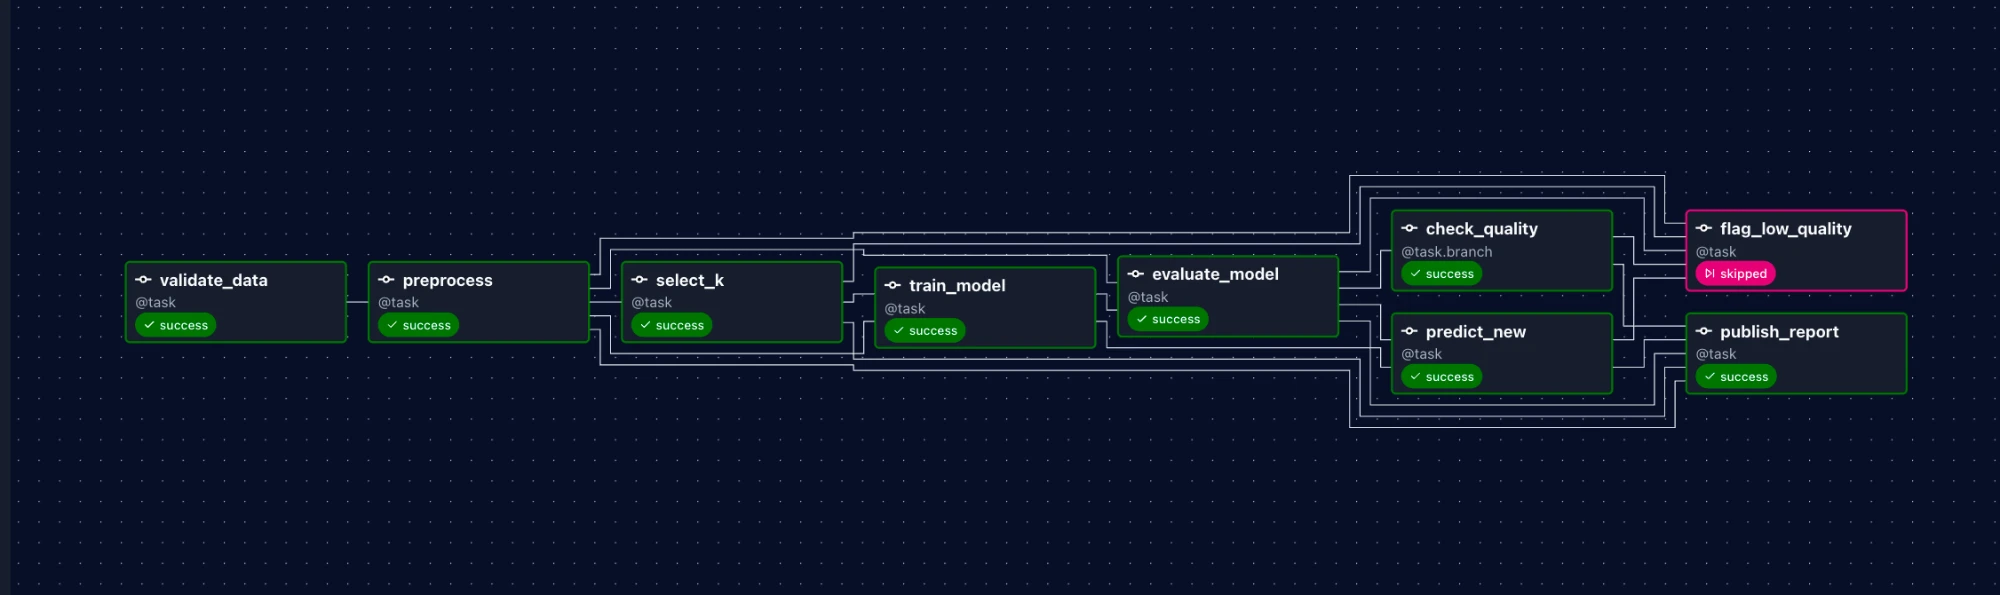 validate_data
@task
success
preprocess
@task
success
select_k
@task
success
train_model
@task
success
evaluate_model
@task
success
check_quality
@task.branch
success
predict_new
@task
success
flag_low_quality
@task
skipped
publish_report
@task
success